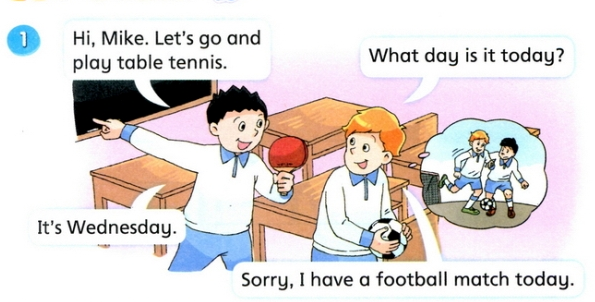 1
Hi, Mike. Let's go and
play table tennis.
What day is it today?
It's Wednesday.
Sorry, I have a football match today.